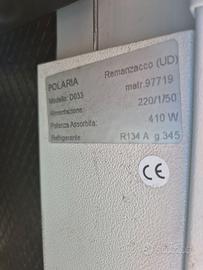 POLARIA Remanzacco (UD)
Modello: D033 matr.97719
Alimentazione: 220/1/50
Potenza Assorbita: 410 W
Refrigerante R134 A g 345
CE